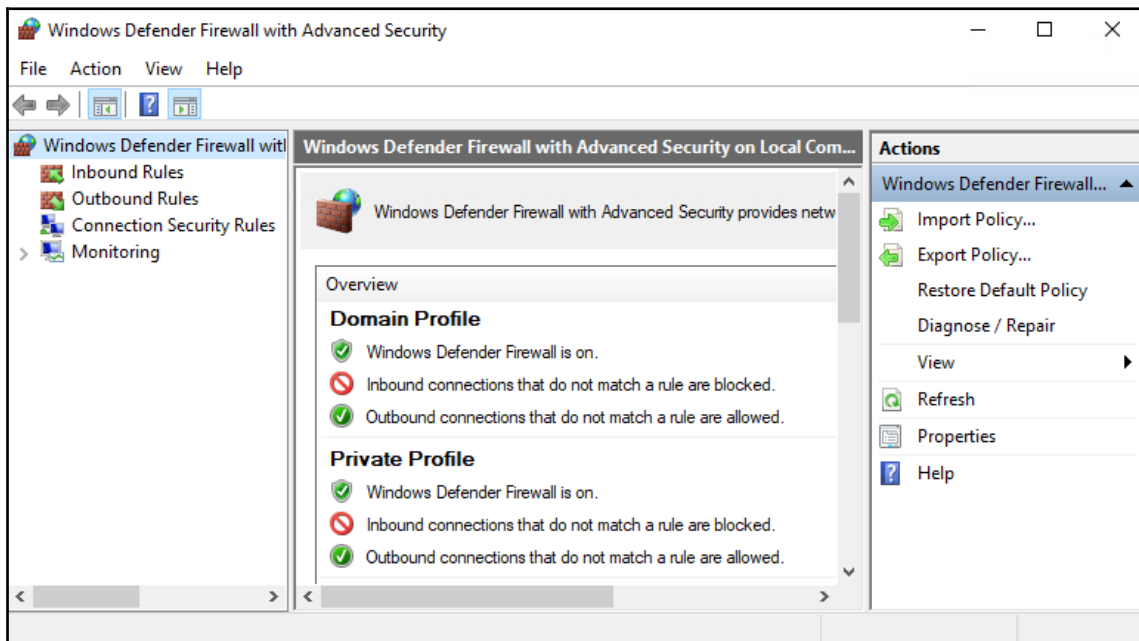 Windows Defender Firewall with Advanced Security
File Action View Help
Windows Defender Firewall witl
Inbound Rules
Outbound Rules
Connection Security Rules
Monitoring
Windows Defender Firewall with Advanced Security on Local Com...
Windows Defender Firewall with Advanced Security provides netw
Overview
Domain Profile
Windows Defender Firewall is on.
Inbound connections that do not match a rule are blocked.
Outbound connections that do not match a rule are allowed.
Private Profile
Windows Defender Firewall is on.
Inbound connections that do not match a rule are blocked.
Outbound connections that do not match a rule are allowed.
Actions
Windows Defender Firewall...
Import Policy...
Export Policy...
Restore Default Policy
Diagnose / Repair
View
Refresh
Properties
Help